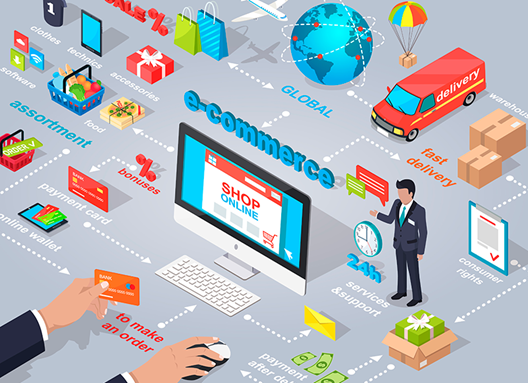 SALE %
clothes
technics
accessories
software
food
assortment
GLOBAL
delivery
warehouse
e-commerce
fast
delivery
%
bonuses
SHOP
ONLINE
ORDER
payment card
online wallet
24h
services
& support
consumer
rights
BANK
to make
an order
payment
after